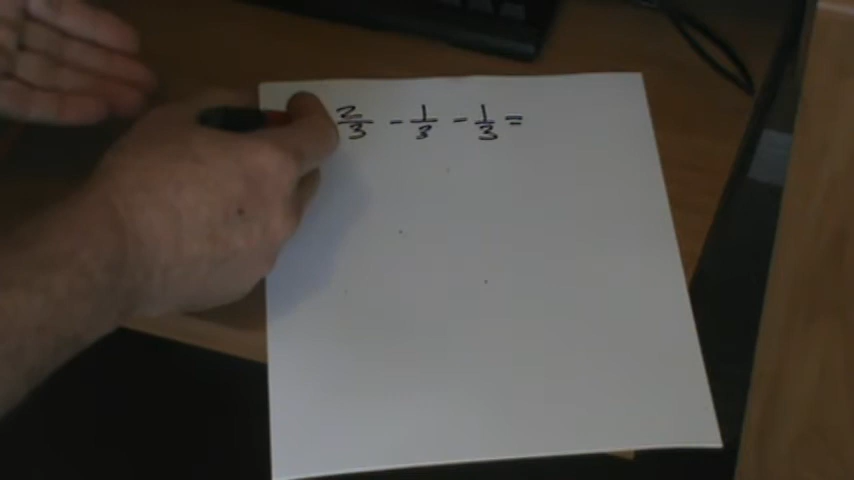 2/3 - 1/3 - 1/3 =